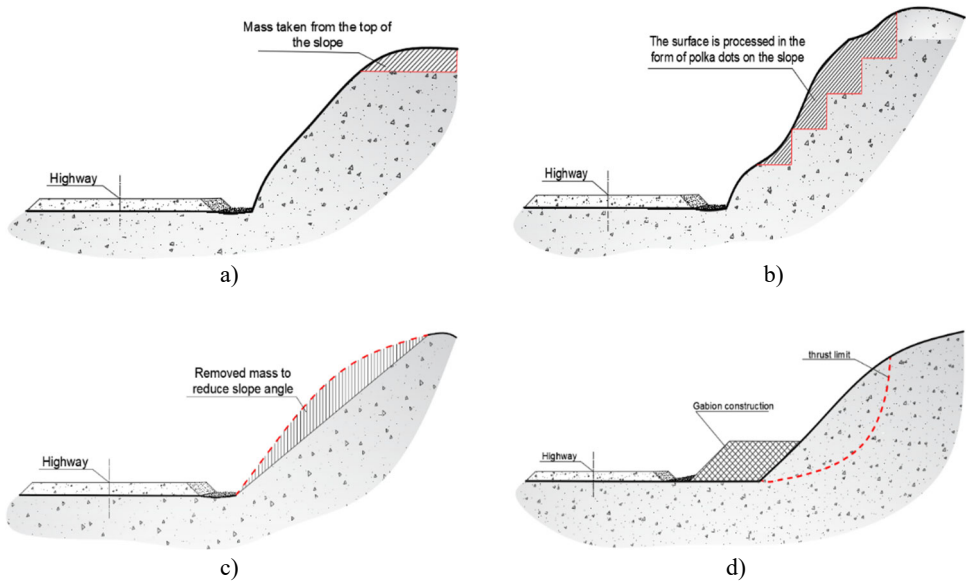 Mass taken from the top of
the slope
Highway
a)
The surface is processed in the
form of polka dots on the slope
Highway
b)
Removed mass to
reduce slope angle
Highway
c)
thrust limit
Gabion construction
Highway
d)